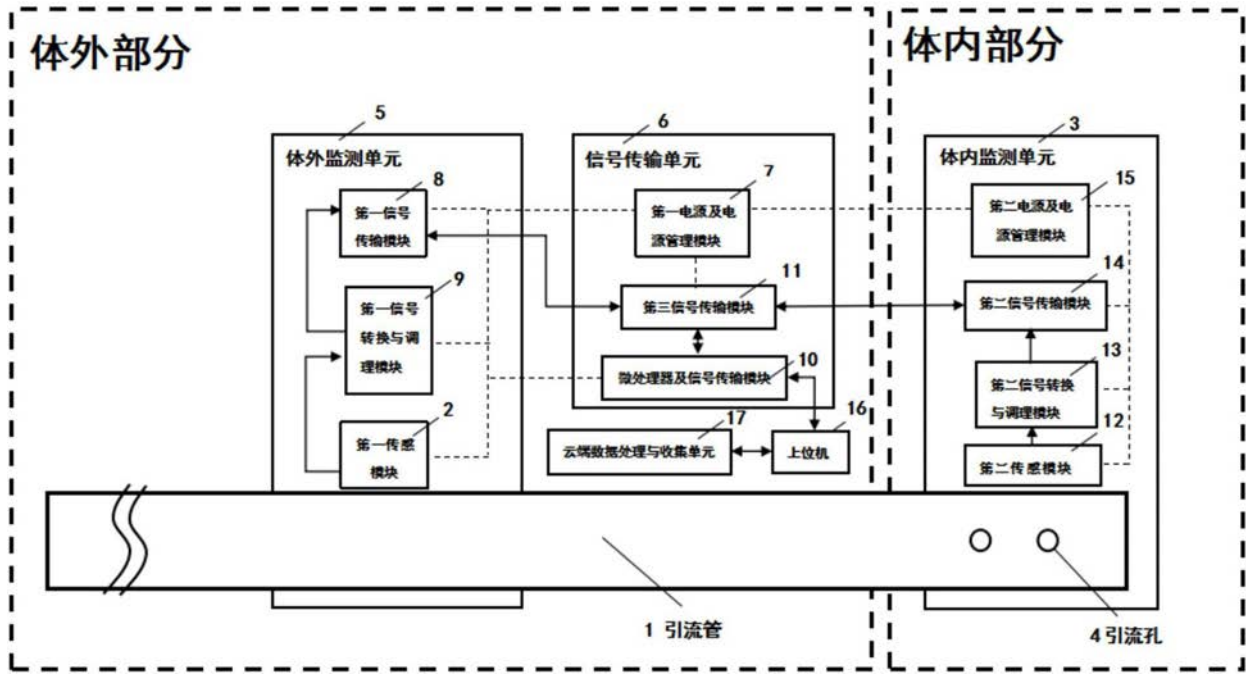 体外部分
体内部分
5
体外监测单元
8
第一信号
传输模块
9
第一信号
转换与调
理模块
2
第一传感
模块
6
信号传输单元
7
第一电源及电
源管理模块
11
第三信号传输模块
10
微处理器及信号传输模块
17
云端数据处理与收集单元
16
上位机
3
体内监测单元
15
第二电源及电
源管理模块
14
第二信号传输模块
13
第二信号转换
与调理模块
12
第二传感模块
1 引流管
4引流孔